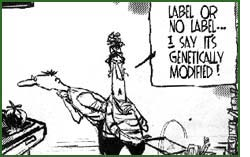 LABEL OR
NO LABEL...
I SAY IT'S
GENETICALLY
MODIFIED!